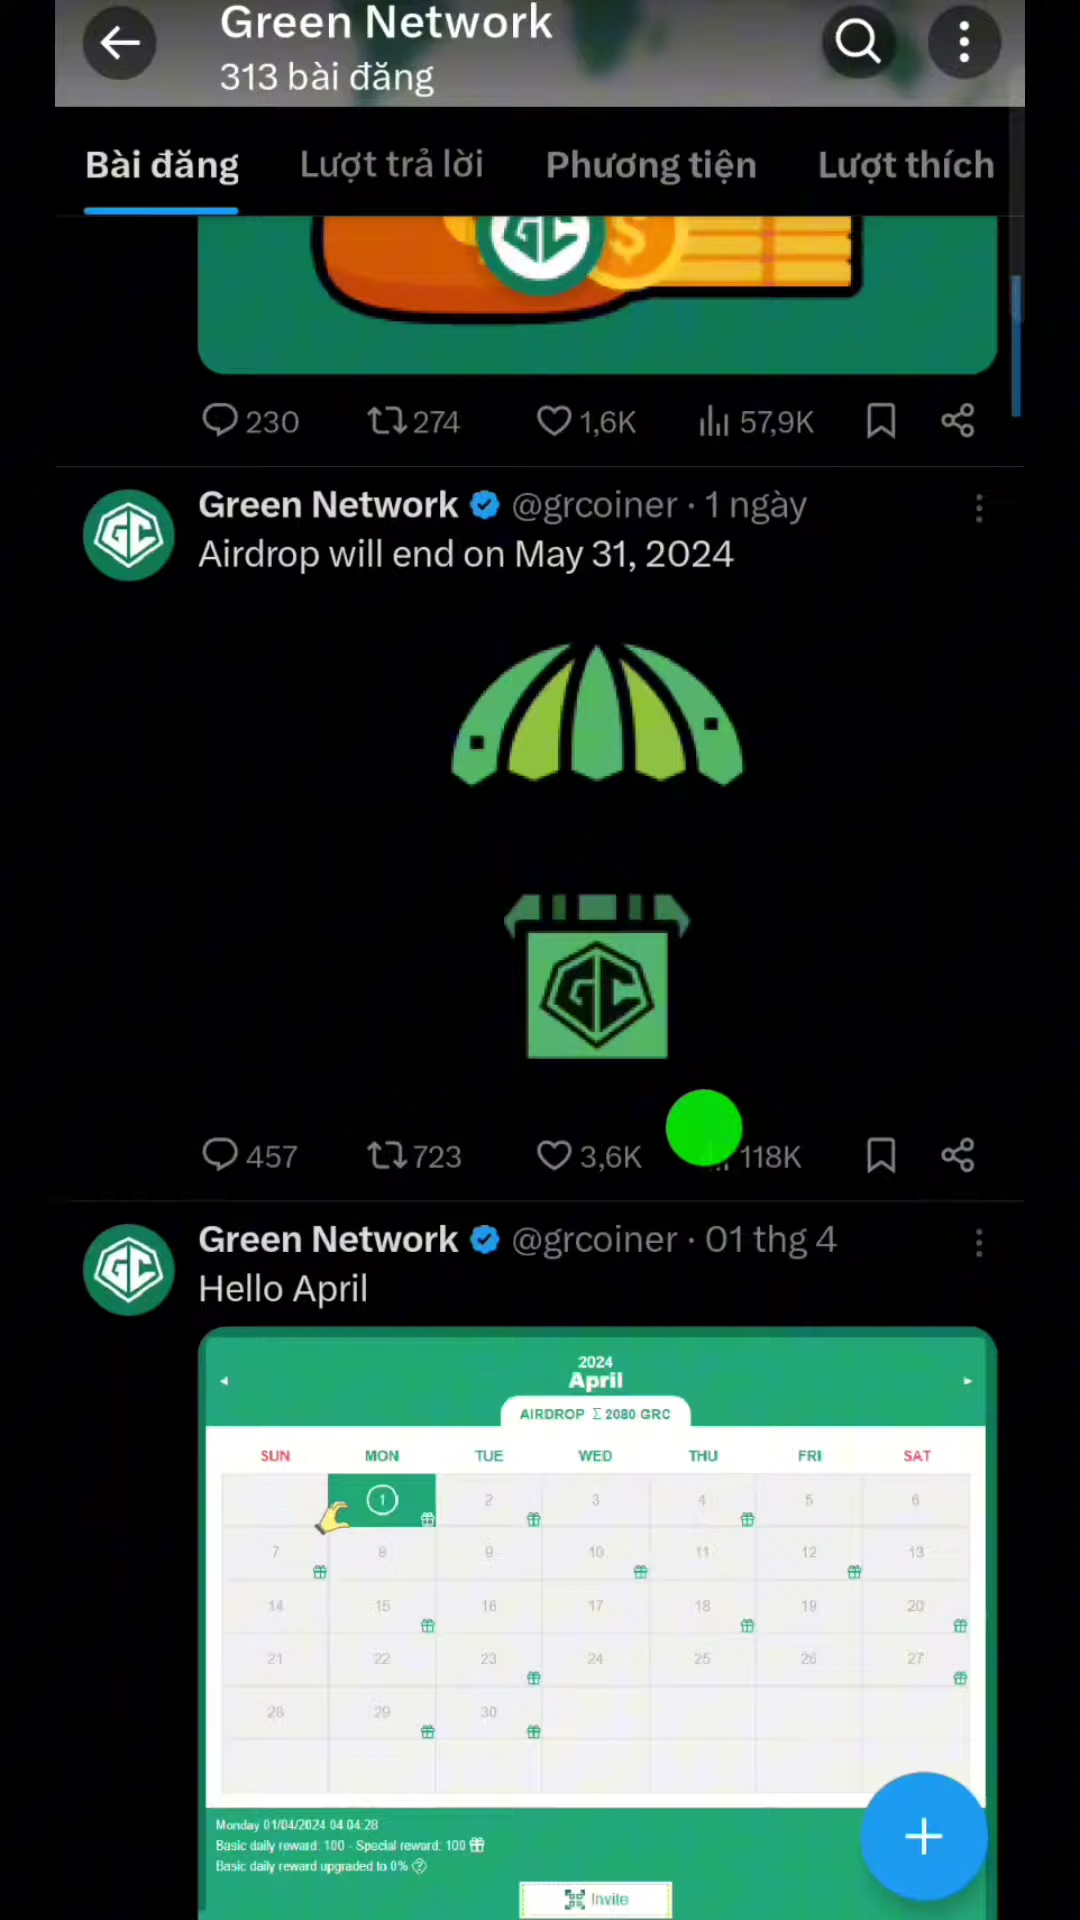 Green Network
313 bài đăng
Bài đăng Lượt trả lời Phương tiện Lượt thích
GC $
230 274 1,6K 57,9K
Green Network @grcoiner · 1 ngày
Airdrop will end on May 31, 2024
GC
GC
457 723 3,6K 118K
Green Network @grcoiner · 01 thg 4
Hello April
GC
2024
April
AIRDROP Σ 2080 GRC
SUN MON TUE WED THU FRI SAT
1 2 3 4 5 6
7 8 9 10 11 12 13
14 15 16 17 18 19 20
21 22 23 24 25 26 27
28 29 30
Monday 01/04/2024 04:04:28
Basic daily reward: 100 - Special reward: 100
Basic daily reward upgraded to 0% ?
Invite